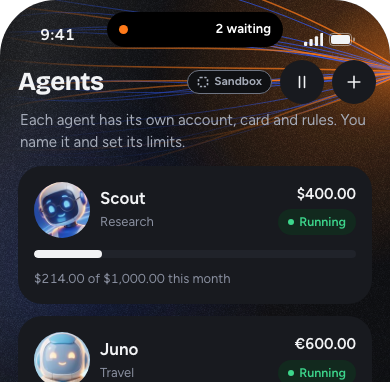 9:41
2 waiting
Agents
Sandbox
Each agent has its own account, card and rules. You
name it and set its limits.
Scout
$400.00
Research
Running
$214.00 of $1,000.00 this month
Juno
€600.00
Travel
Running